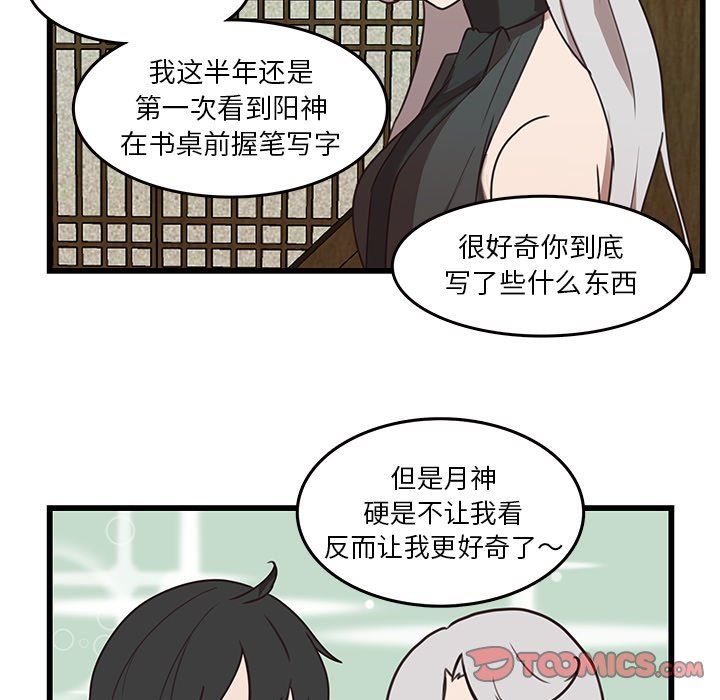 我这半年还是
第一次看到阳神
在书桌前握笔写字
很好奇你到底
写了些什么东西
但是月神
硬是不让我看
反而让我更好奇了～
TOOMICS.COM